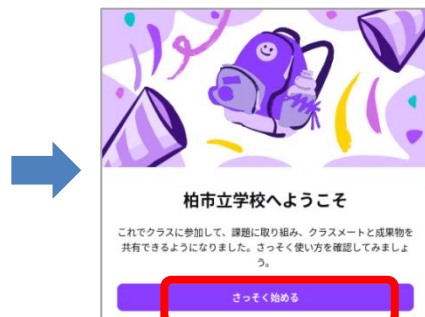 柏市立学校へようこそ
これでクラスに参加して、課題に取り組み、クラスメートと成果物を
共有できるようになりました。さっそく使い方を確認してみましょ
う。
さっそく始める